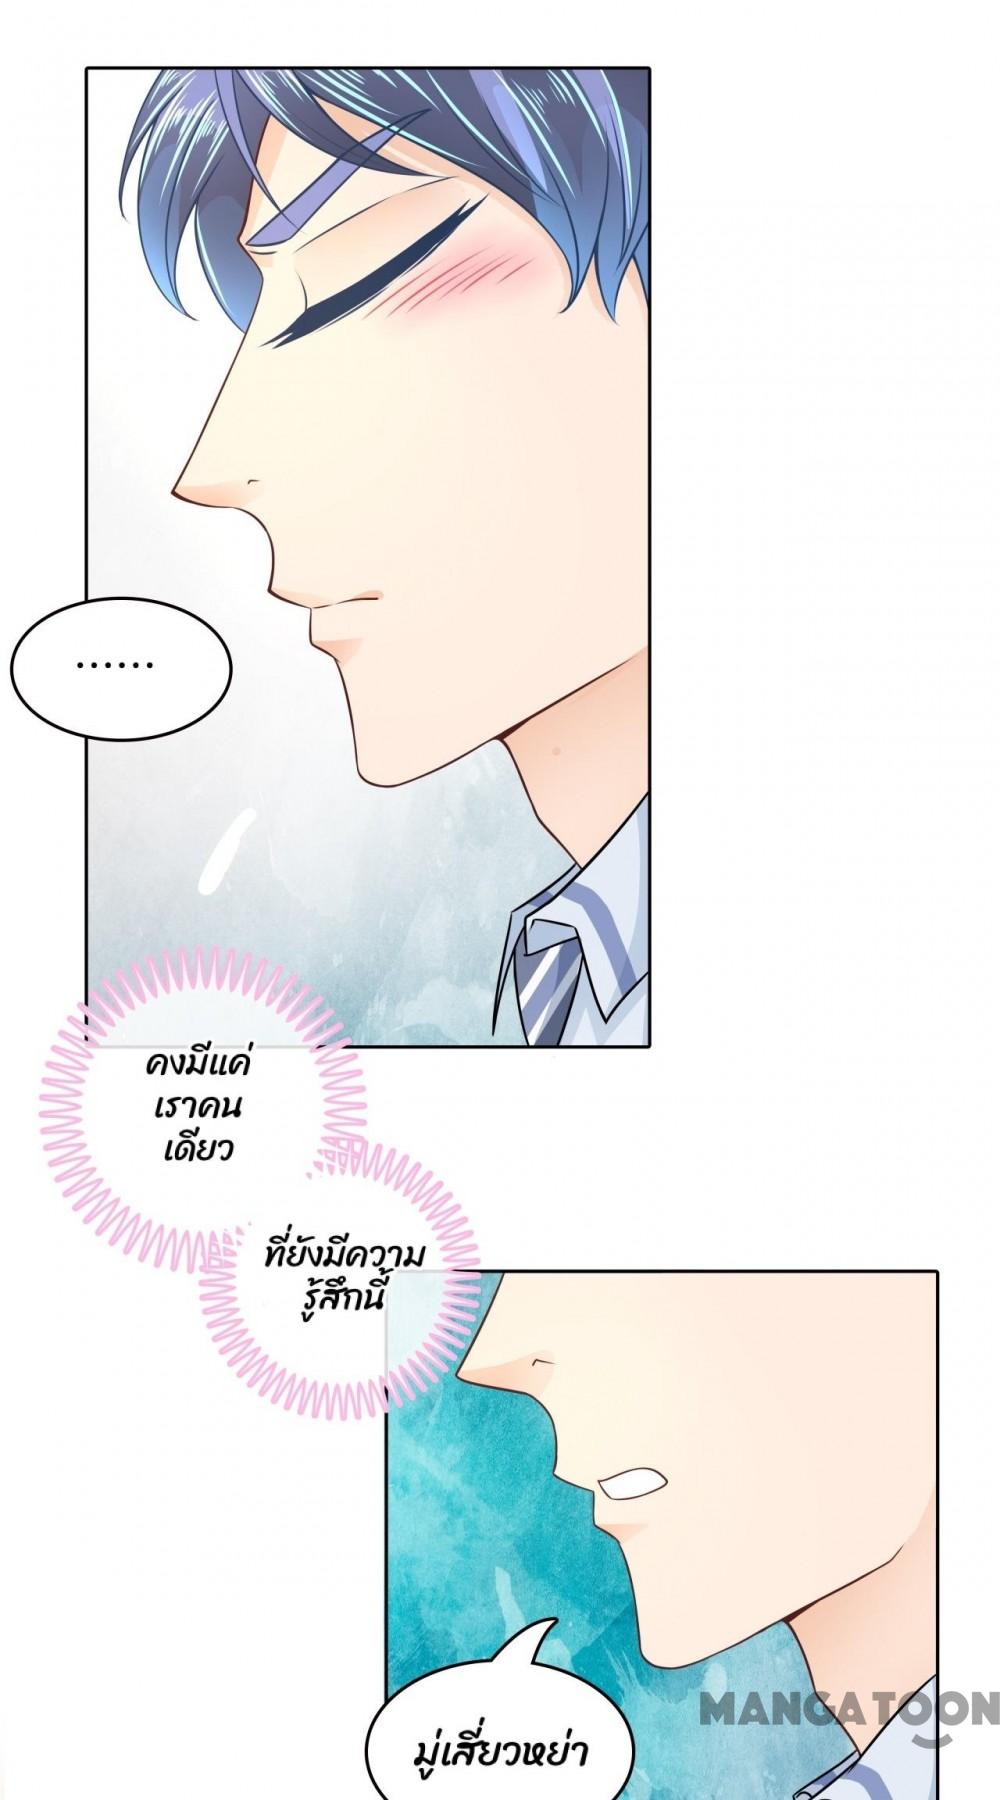 ......
คงมีแค่
เราคน
เดียว
ที่ยังมีความ
รู้สึกนี้
มู่เสี่ยวหย่า
MANGATOON